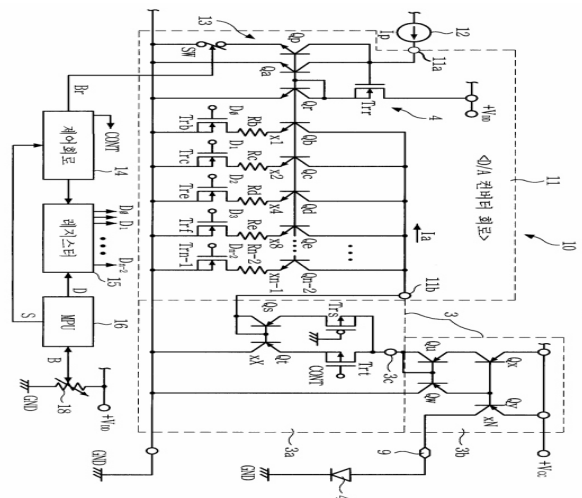 13
12
Ip
11a
+VDD
4
Qp
Qa
Qr
Trr
SW
Br
CONT
제어회로
14
레지스터
15
MPU
16
S
D
B
18
+VDD
GND
DØ
D1
Dn-2
Trb
Rb
x1
Qb
DØ
Trc
Rc
x2
Qc
D1
Tre
Rd
x4
Qd
D2
Trf
Re
x8
Qe
D3
Trn-1
Rn-2
xn-1
Qn-2
Dn-2
<D/A 컨버터 회로>
11
10
Ia
11b
3
Qs
Trs
Qt
xX
Trt
CONT
3c
Qu
Qw
Qx
Qy
xN
+VCC
3a
3b
9
GND
GND